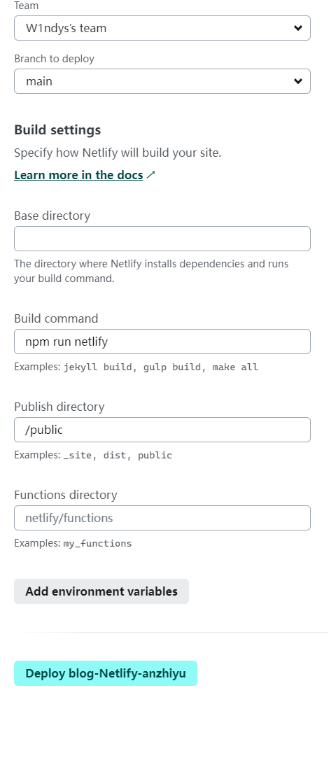 Team
W1ndys's team
Branch to deploy
main
Build settings
Specify how Netlify will build your site.
Learn more in the docs ↗
Base directory
The directory where Netlify installs dependencies and runs
your build command.
Build command
npm run netlify
Examples: jekyll build, gulp build, make all
Publish directory
/public
Examples: _site, dist, public
Functions directory
netlify/functions
Examples: my_functions
Add environment variables
Deploy blog-Netlify-anzhiyu